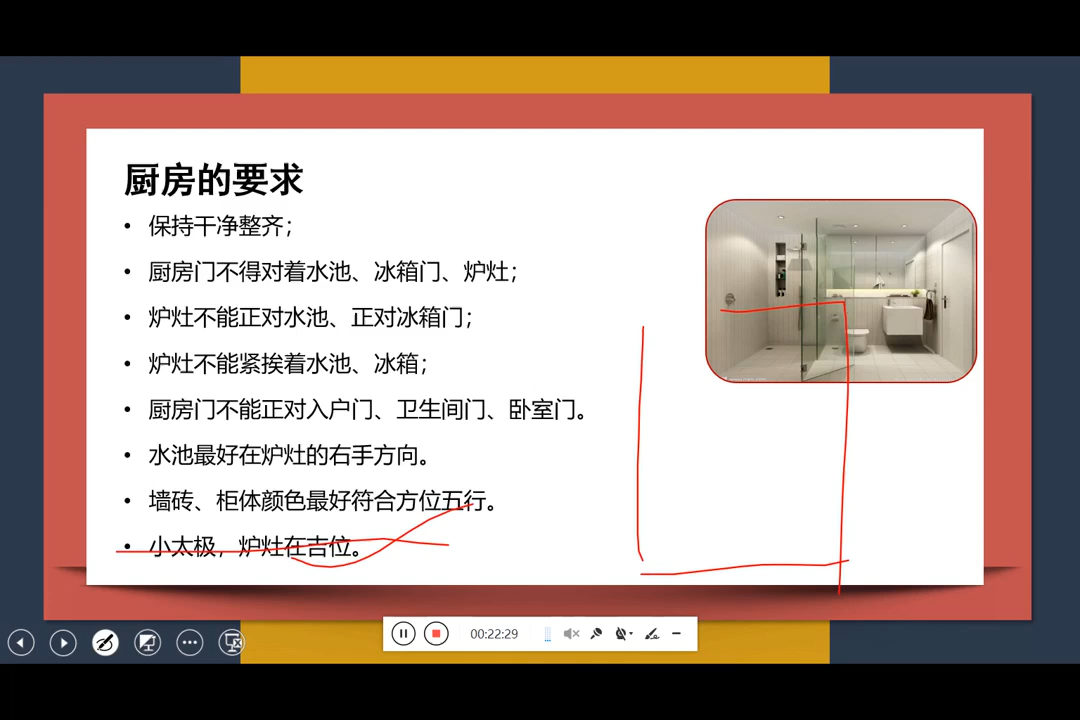 厨房的要求
• 保持干净整齐；
• 厨房门不得对着水池、冰箱门、炉灶；
• 炉灶不能正对水池、正对冰箱门；
• 炉灶不能紧挨着水池、冰箱；
• 厨房门不能正对入户门、卫生间门、卧室门。
• 水池最好在炉灶的右手方向。
• 墙砖、柜体颜色最好符合方位五行。
• 小太极，炉灶在吉位。
00:22:29